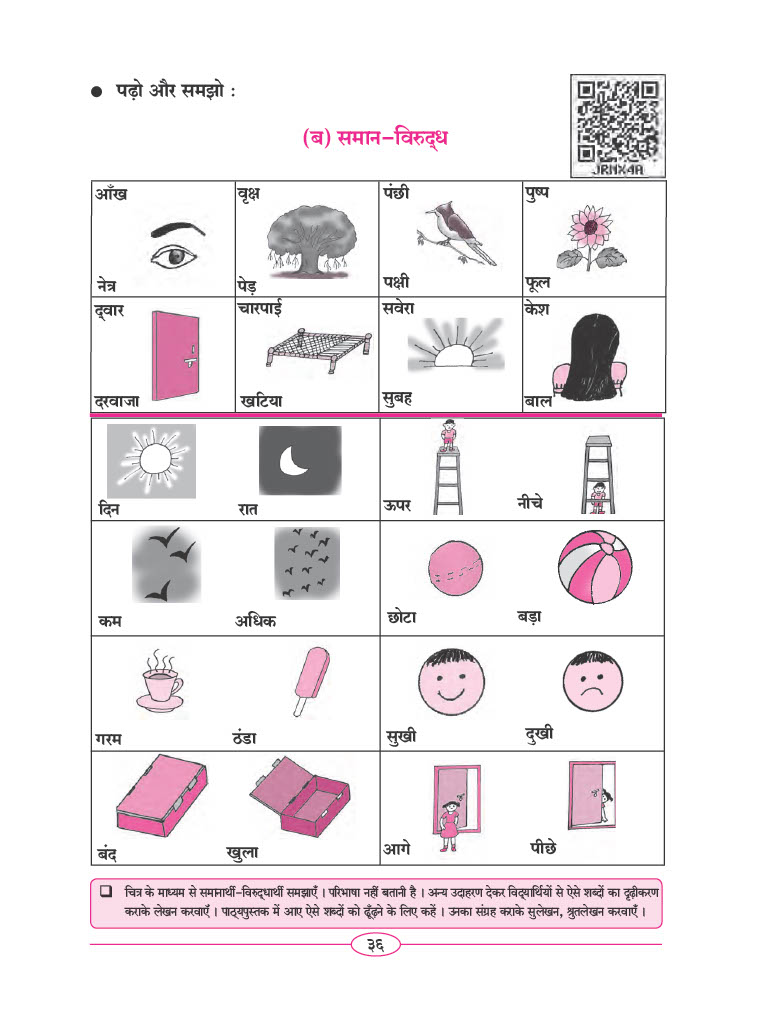 ● पढ़ो और समझो :
JRNX4A
(ब) समान-विरुद्ध
आँख
वृक्ष
पंछी
पुष्प
नेत्र
पेड़
पक्षी
फूल
द्वार
चारपाई
सवेरा
केश
दरवाजा
खटिया
सुबह
बाल
दिन
रात
ऊपर
नीचे
कम
अधिक
छोटा
बड़ा
गरम
ठंडा
सुखी
दुखी
बंद
खुला
आगे
पीछे
❑ चित्र के माध्यम से समानार्थी-विरुद्धार्थी समझाएँ । परिभाषा नहीं बतानी है । अन्य उदाहरण देकर विद्यार्थियों से ऐसे शब्दों का दृढ़ीकरण
कराके लेखन करवाएँ । पाठ्यपुस्तक में आए ऐसे शब्दों को ढूँढ़ने के लिए कहें । उनका संग्रह कराके सुलेखन, श्रुतलेखन करवाएँ ।
३६